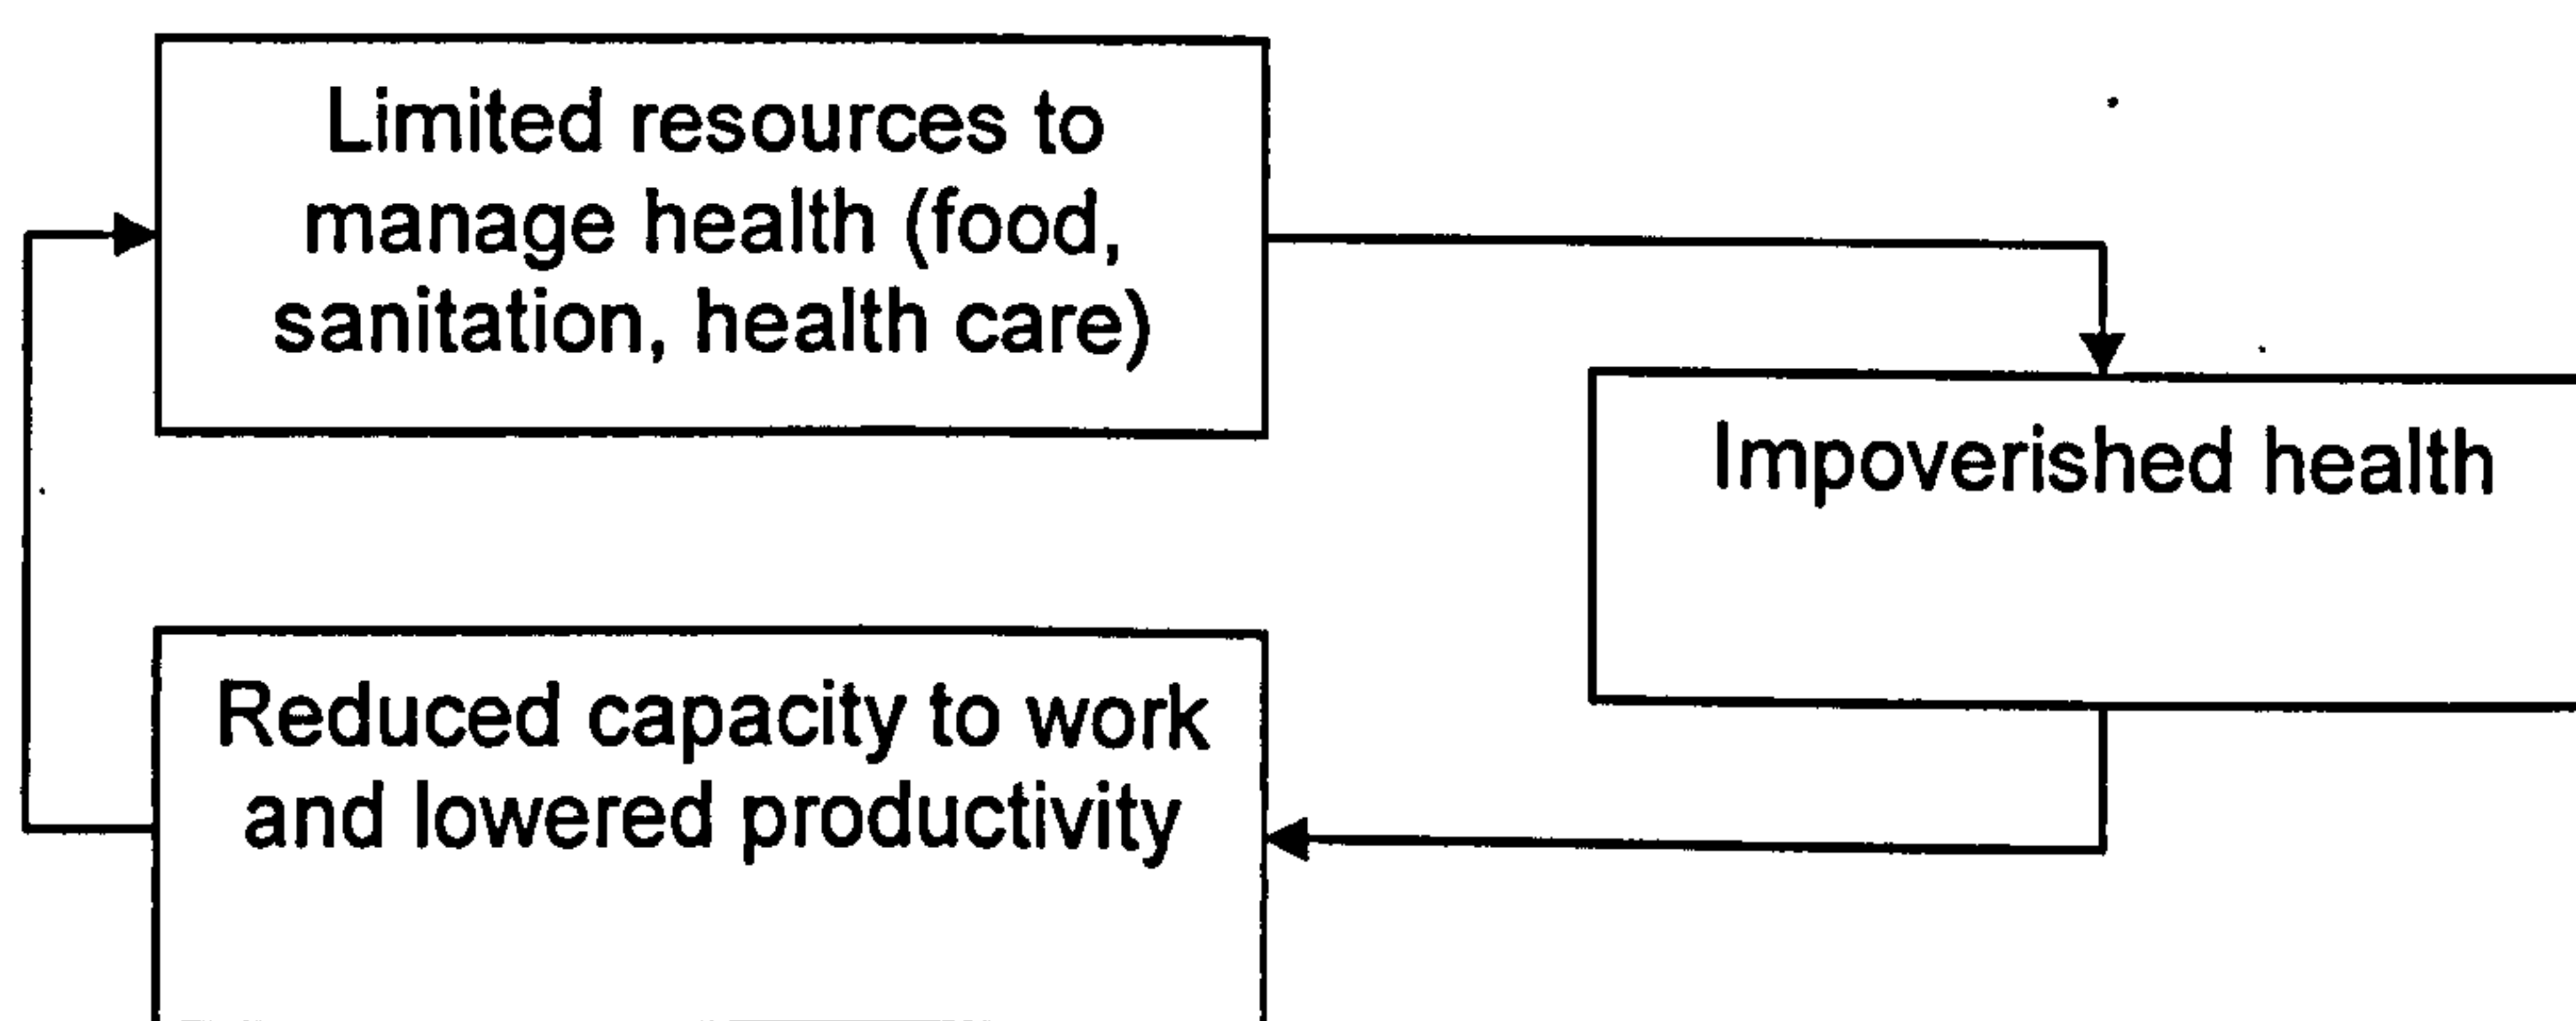 Limited resources to
manage health (food,
sanitation, health care)
Impoverished health
Reduced capacity to work
and lowered productivity